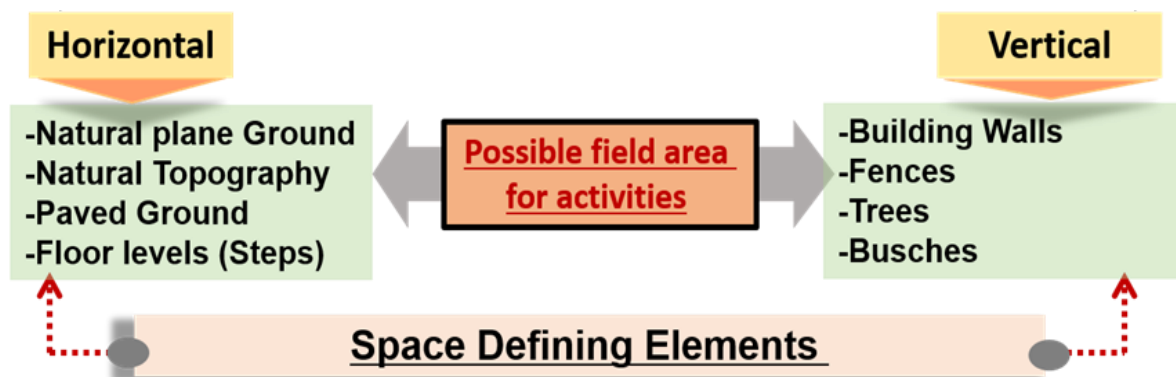 Horizontal
Vertical
-Natural plane Ground
-Natural Topography
-Paved Ground
-Floor levels (Steps)
Possible field area
for activities
-Building Walls
-Fences
-Trees
-Busches
Space Defining Elements